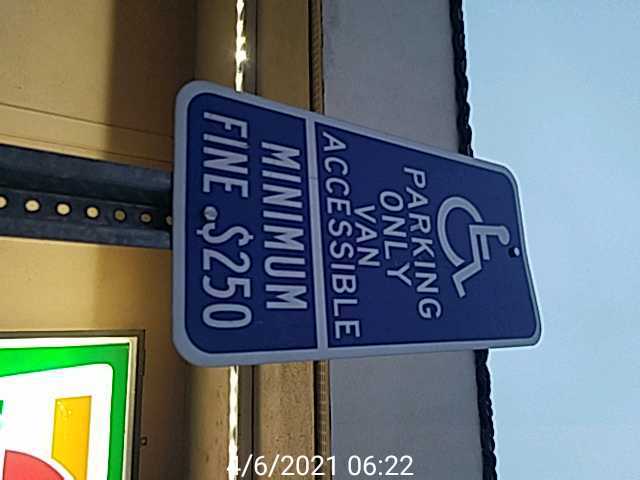 PARKING
ONLY
VAN
ACCESSIBLE
MINIMUM
FINE $250
4/6/2021 06:22